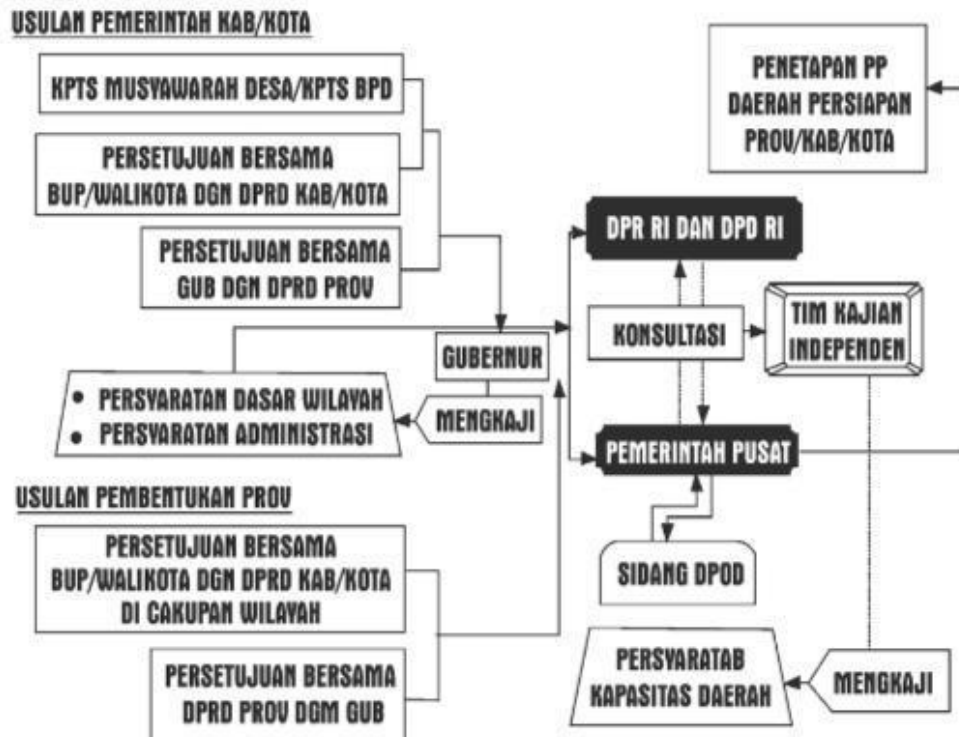 USULAN PEMERINTAH KAB/KOTA
KPTS MUSYAWARAH DESA/KPTS BPD
PERSETUJUAN BERSAMA
BUP/WALIKOTA DGN DPRD KAB/KOTA
PERSETUJUAN BERSAMA
GUB DGN DPRD PROV
GUBERNUR
MENGKAJI
• PERSYARATAN DASAR WILAYAH
• PERSYARATAN ADMINISTRASI
USULAN PEMBENTUKAN PROV
PERSETUJUAN BERSAMA
BUP/WALIKOTA DGN DPRD KAB/KOTA
DI CAKUPAN WILAYAH
PERSETUJUAN BERSAMA
DPRD PROV DGM GUB
PENETAPAN PP
DAERAH PERSIAPAN
PROV/KAB/KOTA
DPR RI DAN DPD RI
KONSULTASI
TIM KAJIAN
INDEPENDEN
PEMERINTAH PUSAT
SIDANG DPOD
PERSYARATAB
KAPASITAS DAERAH
MENGKAJI